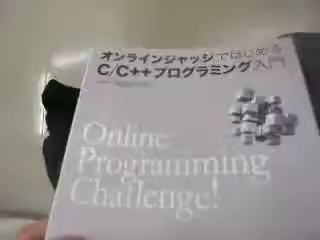 オンラインジャッジではじめる
C/C++プログラミング入門
Online
Programming
Challenge!